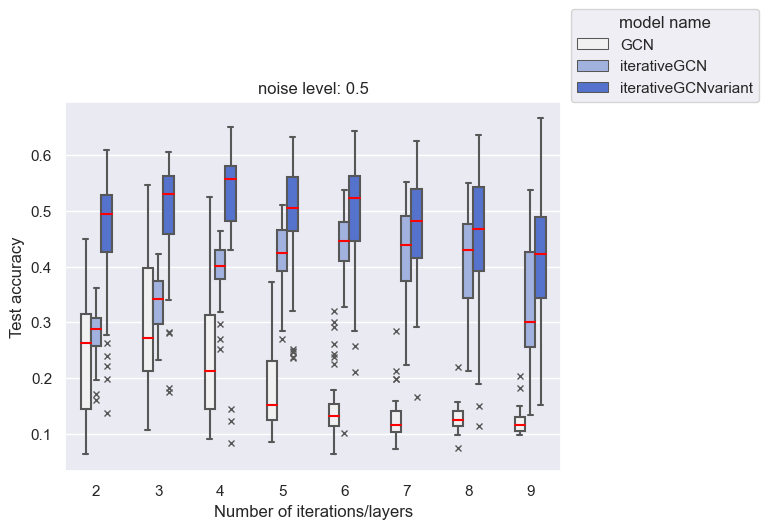 model name
GCN
iterativeGCN
iterativeGCNvariant
noise level: 0.5
Test accuracy
0.6
0.5
0.4
0.3
0.2
0.1
2 3 4 5 6 7 8 9
Number of iterations/layers